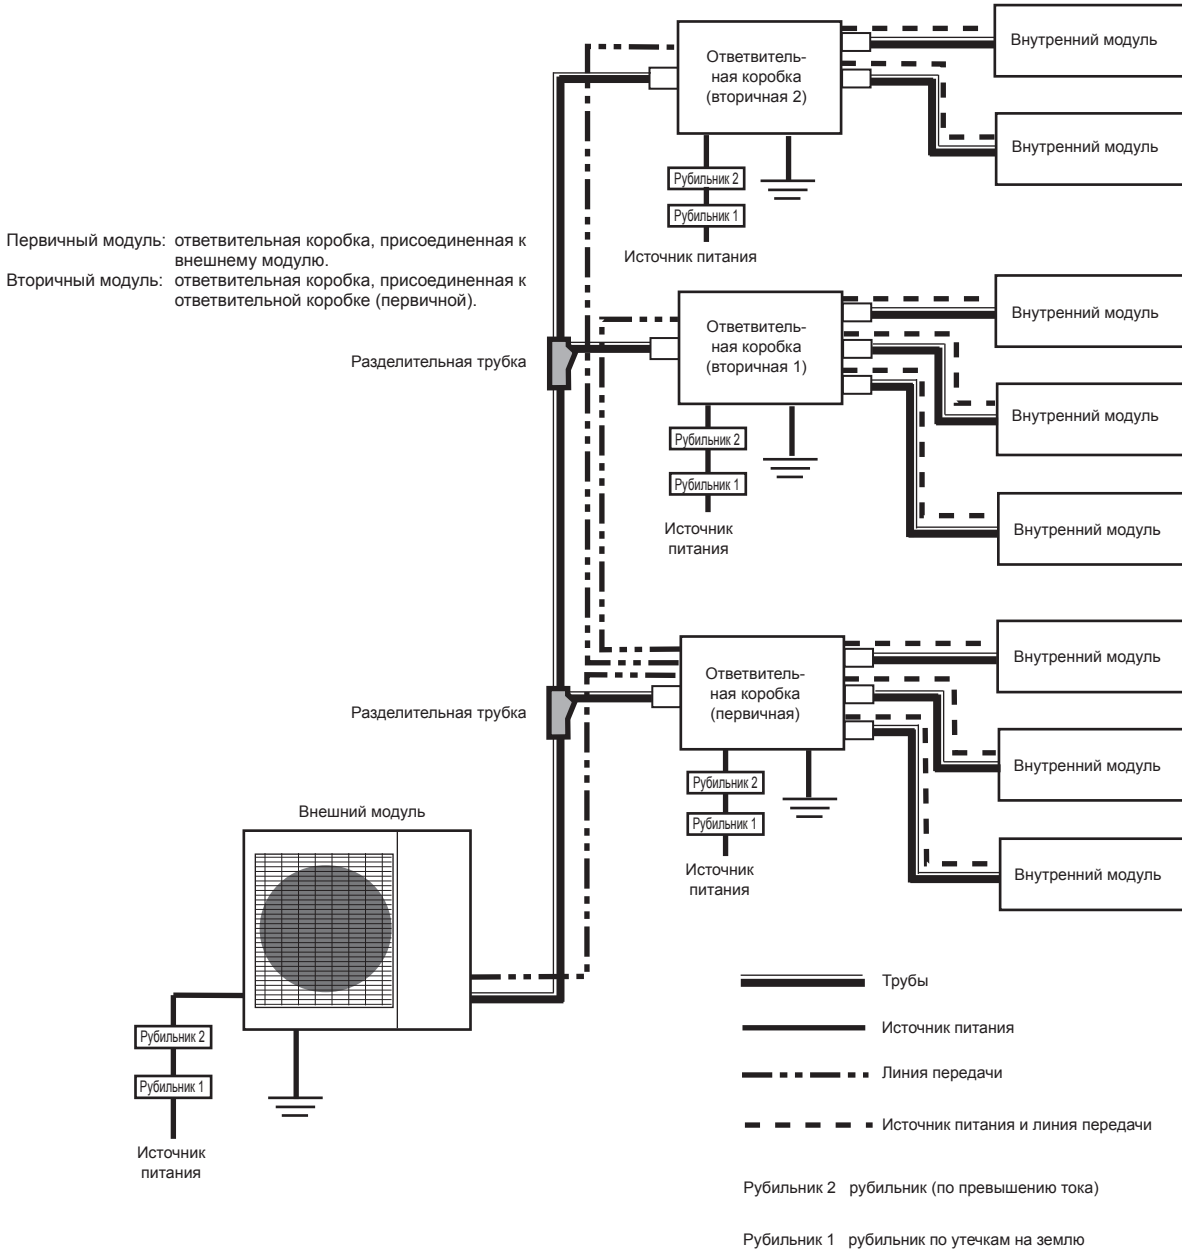 Ответвитель-
ная коробка
(вторичная 2)
Внутренний модуль
Внутренний модуль
Рубильник 2
Рубильник 1
Источник питания
Первичный модуль: ответвительная коробка, присоединенная к
внешнему модулю.
Вторичный модуль: ответвительная коробка, присоединенная к
ответвительной коробке (первичной).
Разделительная трубка
Ответвитель-
ная коробка
(вторичная 1)
Внутренний модуль
Внутренний модуль
Внутренний модуль
Рубильник 2
Рубильник 1
Источник
питания
Разделительная трубка
Ответвитель-
ная коробка
(первичная)
Внутренний модуль
Внутренний модуль
Внутренний модуль
Рубильник 2
Рубильник 1
Источник
питания
Внешний модуль
Рубильник 2
Рубильник 1
Источник
питания
Трубы
Источник питания
Линия передачи
Источник питания и линия передачи
Рубильник 2 рубильник (по превышению тока)
Рубильник 1 рубильник по утечкам на землю